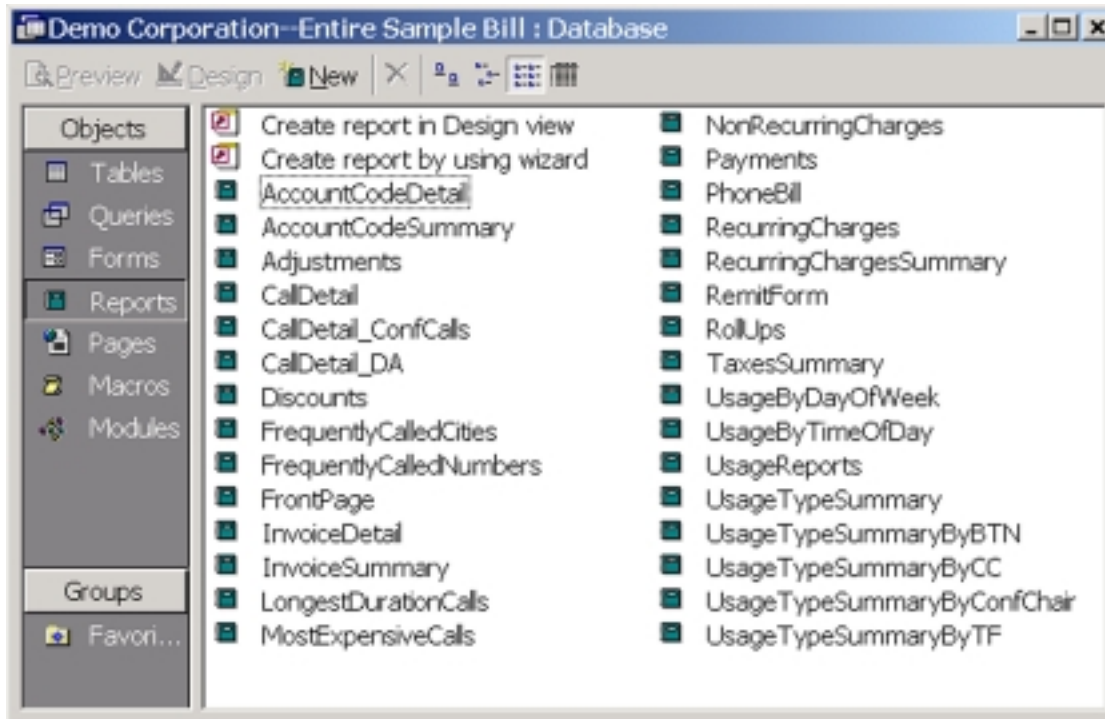 Demo Corporation--Entire Sample Bill : Database
Preview Design New
Objects
Tables
Queries
Forms
Reports
Pages
Macros
Modules
Groups
Favori...
Create report in Design view
Create report by using wizard
AccountCodeDetail
AccountCodeSummary
Adjustments
CallDetail
CallDetail_ConfCalls
CallDetail_DA
Discounts
FrequentlyCalledCities
FrequentlyCalledNumbers
FrontPage
InvoiceDetail
InvoiceSummary
LongestDurationCalls
MostExpensiveCalls
NonRecurringCharges
Payments
PhoneBill
RecurringCharges
RecurringChargesSummary
RemitForm
RollUps
TaxesSummary
UsageByDayOfWeek
UsageByTimeOfDay
UsageReports
UsageTypeSummary
UsageTypeSummaryByBTN
UsageTypeSummaryByCC
UsageTypeSummaryByConfChair
UsageTypeSummaryByTF